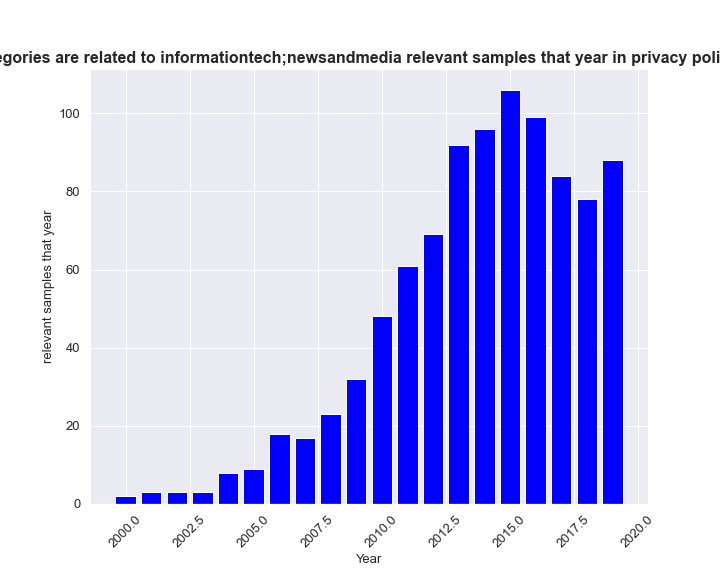 egories are related to informationtech;newsandmedia relevant samples that year in privacy poli
100
80
60
40
20
0
relevant samples that year
2000.0 2002.5 2005.0 2007.5 2010.0 2012.5 2015.0 2017.5 2020.0
Year